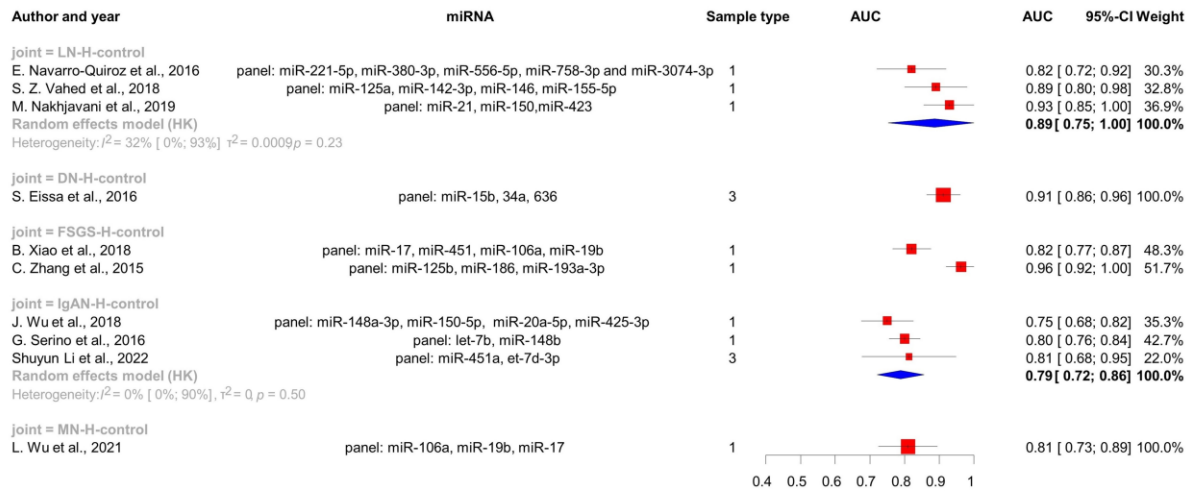 Author and year miRNA Sample type AUC AUC 95%-CI Weight
joint = LN-H-control
E. Navarro-Quiroz et al., 2016 panel: miR-221-5p, miR-380-3p, miR-556-5p, miR-758-3p and miR-3074-3p 1 0.82 [ 0.72; 0.92] 30.3%
S. Z. Vahed et al., 2018 panel: miR-125a, miR-142-3p, miR-146, miR-155-5p 1 0.89 [ 0.80; 0.98] 32.8%
M. Nakhjavani et al., 2019 panel: miR-21, miR-150,miR-423 1 0.93 [ 0.85; 1.00] 36.9%
Random effects model (HK) 0.89 [ 0.75; 1.00] 100.0%
Heterogeneity: I² = 32% [ 0%; 93%] τ² = 0.0009, p = 0.23
joint = DN-H-control
S. Eissa et al., 2016 panel: miR-15b, 34a, 636 3 0.91 [ 0.86; 0.96] 100.0%
joint = FSGS-H-control
B. Xiao et al., 2018 panel: miR-17, miR-451, miR-106a, miR-19b 1 0.82 [ 0.77; 0.87] 48.3%
C. Zhang et al., 2015 panel: miR-125b, miR-186, miR-193a-3p 1 0.96 [ 0.92; 1.00] 51.7%
joint = IgAN-H-control
J. Wu et al., 2018 panel: miR-148a-3p, miR-150-5p, miR-20a-5p, miR-425-3p 1 0.75 [ 0.68; 0.82] 35.3%
G. Serino et al., 2016 panel: let-7b, miR-148b 1 0.80 [ 0.76; 0.84] 42.7%
Shuyun Li et al., 2022 panel: miR-451a, et-7d-3p 3 0.81 [ 0.68; 0.95] 22.0%
Random effects model (HK) 0.79 [ 0.72; 0.86] 100.0%
Heterogeneity: I² = 0% [ 0%; 90%], τ² = 0, p = 0.50
joint = MN-H-control
L. Wu et al., 2021 panel: miR-106a, miR-19b, miR-17 1 0.81 [ 0.73; 0.89] 100.0%
0.4 0.5 0.6 0.7 0.8 0.9 1